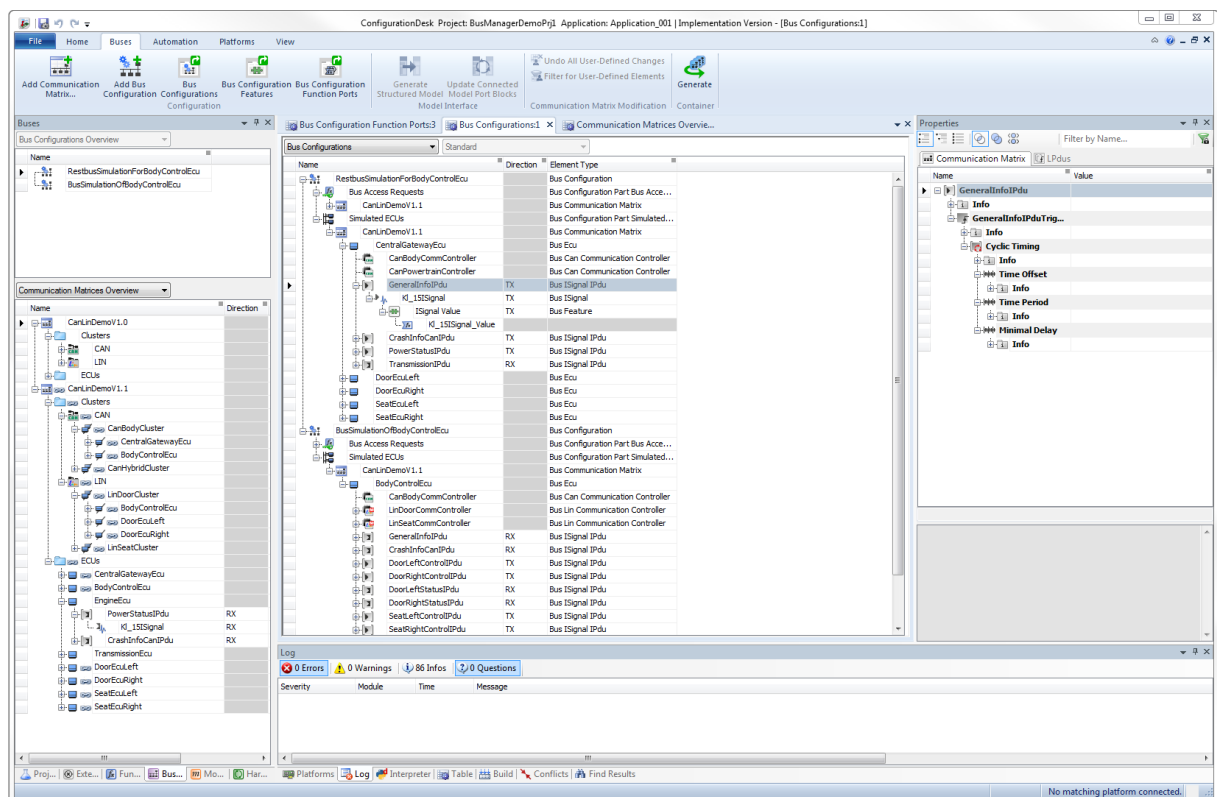 ConfigurationDesk Project: BusManagerDemoPrj1 Application: Application_001 | Implementation Version - [Bus Configurations:1]
File Home Buses Automation Platforms View
Add Communication Matrix...
Add Bus Configuration
Bus Configurations
Bus Configuration Features
Bus Configuration Function Ports
Configuration
Generate Structured Model
Update Connected Model Port Blocks
Model Interface
Undo All User-Defined Changes
Filter for User-Defined Elements
Communication Matrix Modification
Generate
Container
Buses
Bus Configurations Overview
Name
RestbusSimulationForBodyControlEcu
BusSimulationOfBodyControlEcu
Communication Matrices Overview
Name Direction
CanLinDemoV1.0
Clusters
CAN
LIN
ECUs
CanLinDemoV1.1
Clusters
CAN
CanBodyCluster
CentralGatewayEcu
BodyControlEcu
CanHybridCluster
LIN
LinDoorCluster
BodyControlEcu
DoorEcuLeft
DoorEcuRight
LinSeatCluster
ECUs
CentralGatewayEcu
BodyControlEcu
EngineEcu
PowerStatusIPdu RX
Kl_15ISignal RX
CrashInfoCanIPdu RX
TransmissionEcu
DoorEcuLeft
DoorEcuRight
SeatEcuLeft
SeatEcuRight
Proj... Exte... Fun... Bus... Mo... Har...
Bus Configuration Function Ports:3 Bus Configurations:1 Communication Matrices Overvie...
Bus Configurations Standard
Name Direction Element Type
RestbusSimulationForBodyControlEcu Bus Configuration
Bus Access Requests Bus Configuration Part Bus Acce...
CanLinDemoV1.1 Bus Communication Matrix
Simulated ECUs Bus Configuration Part Simulated...
CanLinDemoV1.1 Bus Communication Matrix
CentralGatewayEcu Bus Ecu
CanBodyCommController Bus Can Communication Controller
CanPowertrainController Bus Can Communication Controller
GeneralInfoIPdu TX Bus ISignal IPdu
Kl_15ISignal TX Bus ISignal
ISignal Value TX Bus Feature
Kl_15ISignal_Value
CrashInfoCanIPdu TX Bus ISignal IPdu
PowerStatusIPdu TX Bus ISignal IPdu
TransmissionIPdu RX Bus ISignal IPdu
DoorEcuLeft Bus Ecu
DoorEcuRight Bus Ecu
SeatEcuLeft Bus Ecu
SeatEcuRight Bus Ecu
BusSimulationOfBodyControlEcu Bus Configuration
Bus Access Requests Bus Configuration Part Bus Acce...
Simulated ECUs Bus Configuration Part Simulated...
CanLinDemoV1.1 Bus Communication Matrix
BodyControlEcu Bus Ecu
CanBodyCommController Bus Can Communication Controller
LinDoorCommController Bus Lin Communication Controller
LinSeatCommController Bus Lin Communication Controller
GeneralInfoIPdu RX Bus ISignal IPdu
CrashInfoCanIPdu RX Bus ISignal IPdu
DoorLeftControlIPdu TX Bus ISignal IPdu
DoorRightControlIPdu TX Bus ISignal IPdu
DoorLeftStatusIPdu RX Bus ISignal IPdu
DoorRightStatusIPdu RX Bus ISignal IPdu
SeatLeftControlIPdu TX Bus ISignal IPdu
SeatRightControlIPdu TX Bus ISignal IPdu
Properties
Filter by Name...
Communication Matrix LPdus
Name Value
GeneralInfoIPdu
Info
GeneralInfoIPduTrig...
Info
Cyclic Timing
Info
Time Offset
Info
Time Period
Info
Minimal Delay
Info
Log
0 Errors 0 Warnings 86 Infos 0 Questions
Severity Module Time Message
Platforms Log Interpreter Table Build Conflicts Find Results
No matching platform connected.